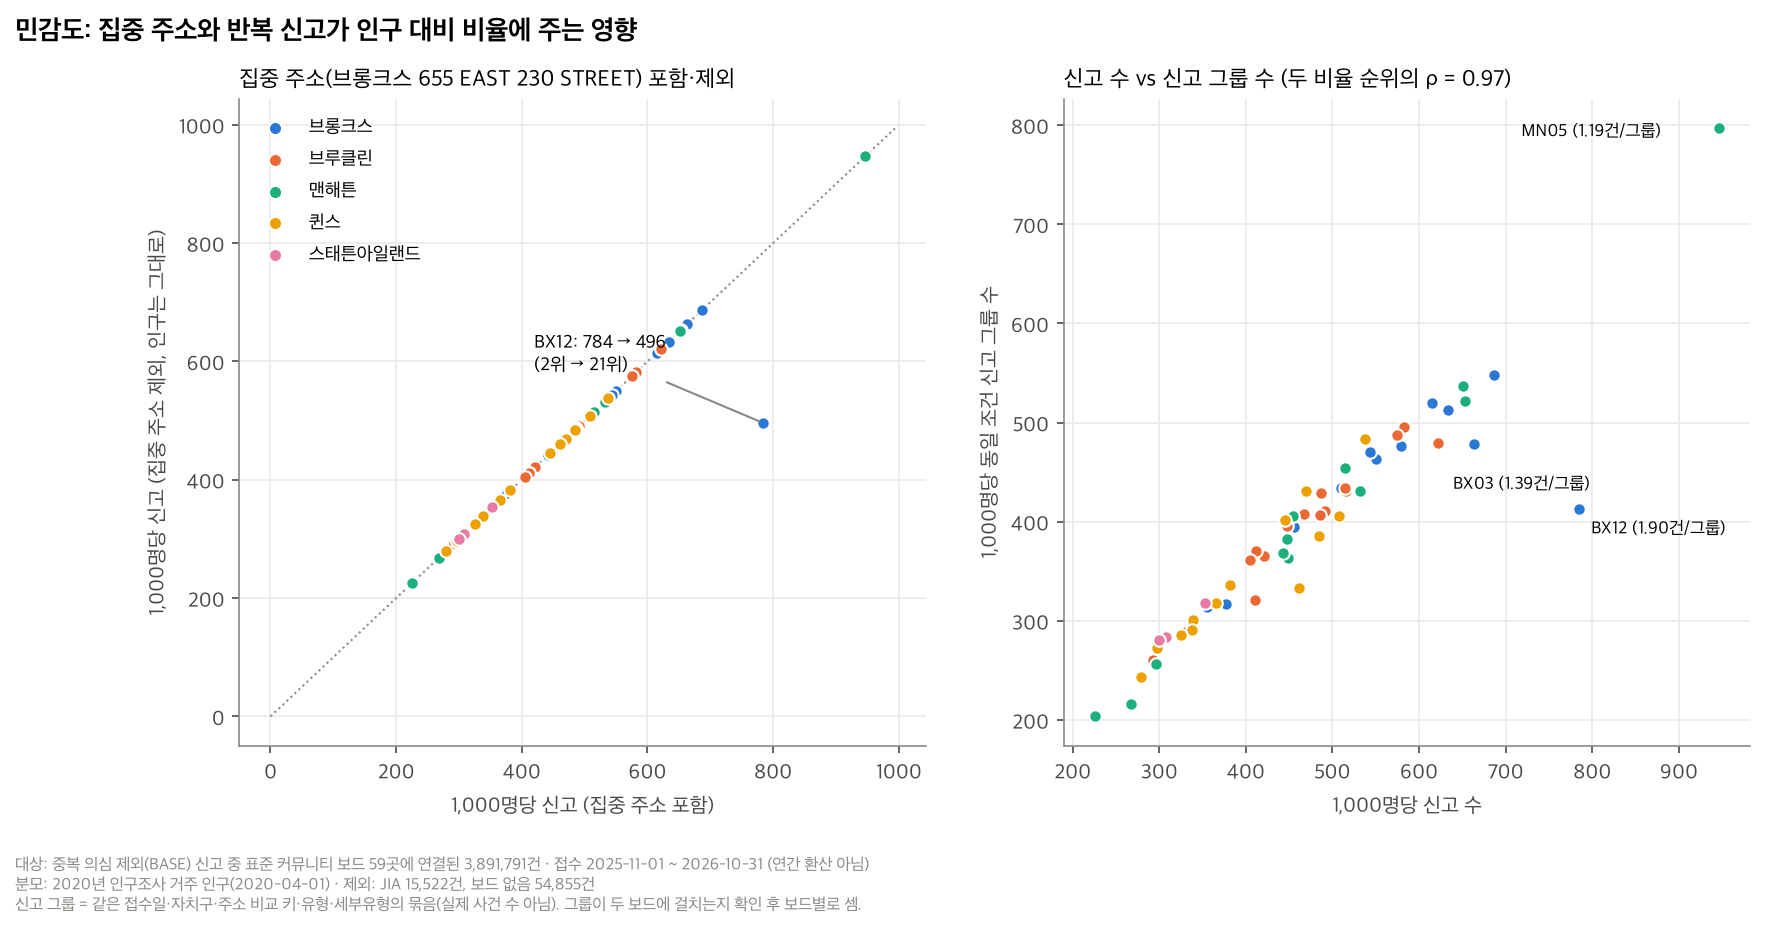 민감도: 집중 주소와 반복 신고가 인구 대비 비율에 주는 영향
집중 주소(브롱크스 655 EAST 230 STREET) 포함·제외
1000
800
600
400
200
0
0
200
400
600
800
1000
1,000명당 신고 (집중 주소 제외, 인구는 그대로)
1,000명당 신고 (집중 주소 포함)
브롱크스
브루클린
맨해튼
퀸스
스태튼아일랜드
BX12: 784 → 496
(2위 → 21위)
신고 수 vs 신고 그룹 수 (두 비율 순위의 ρ = 0.97)
800
700
600
500
400
300
200
200
300
400
500
600
700
800
900
1,000명당 동일 조건 신고 그룹 수
1,000명당 신고 수
MN05 (1.19건/그룹)
BX03 (1.39건/그룹)
BX12 (1.90건/그룹)
대상: 중복 의심 제외(BASE) 신고 중 표준 커뮤니티 보드 59곳에 연결된 3,891,791건 · 접수 2025-11-01 ~ 2026-10-31 (연간 환산 아님)
분모: 2020년 인구조사 거주 인구(2020-04-01) · 제외: JIA 15,522건, 보드 없음 54,855건
신고 그룹 = 같은 접수일·자치구·주소 비교 키·유형·세부유형의 묶음(실제 사건 수 아님). 그룹이 두 보드에 걸치는지 확인 후 보드별로 셈.